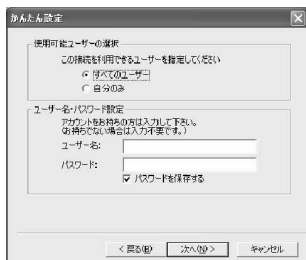 かんたん設定
使用可能ユーザーの選択
この接続を利用できるユーザーを指定してください
すべてのユーザー
自分のみ
ユーザー名・パスワード設定
アカウントをお持ちの方は入力して下さい。
(お持ちでない場合は入力不要です。)
ユーザー名:
パスワード:
パスワードを保存する
< 戻る(B)
次へ(N) >
キャンセル